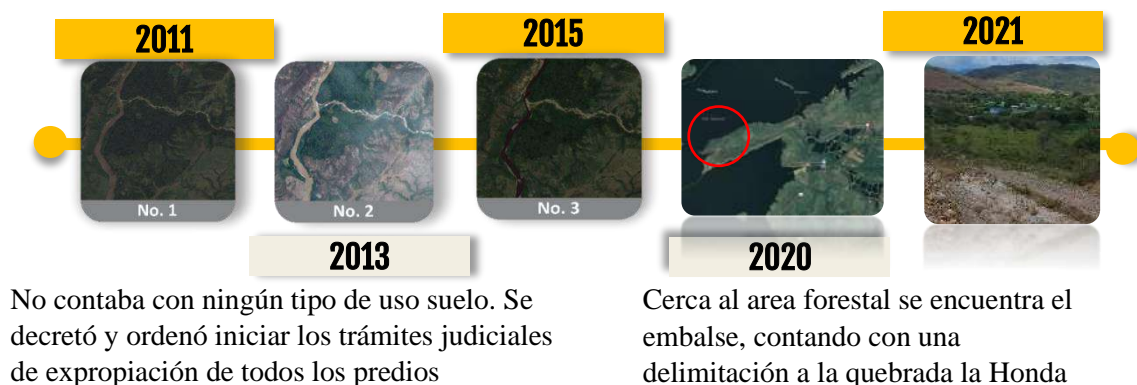 2011
2015
2021
No. 1
No. 2
No. 3
2013
2020
No contaba con ningún tipo de uso suelo. Se
decretó y ordenó iniciar los trámites judiciales
de expropiación de todos los predios
Cerca al area forestal se encuentra el
embalse, contando con una
delimitación a la quebrada la Honda